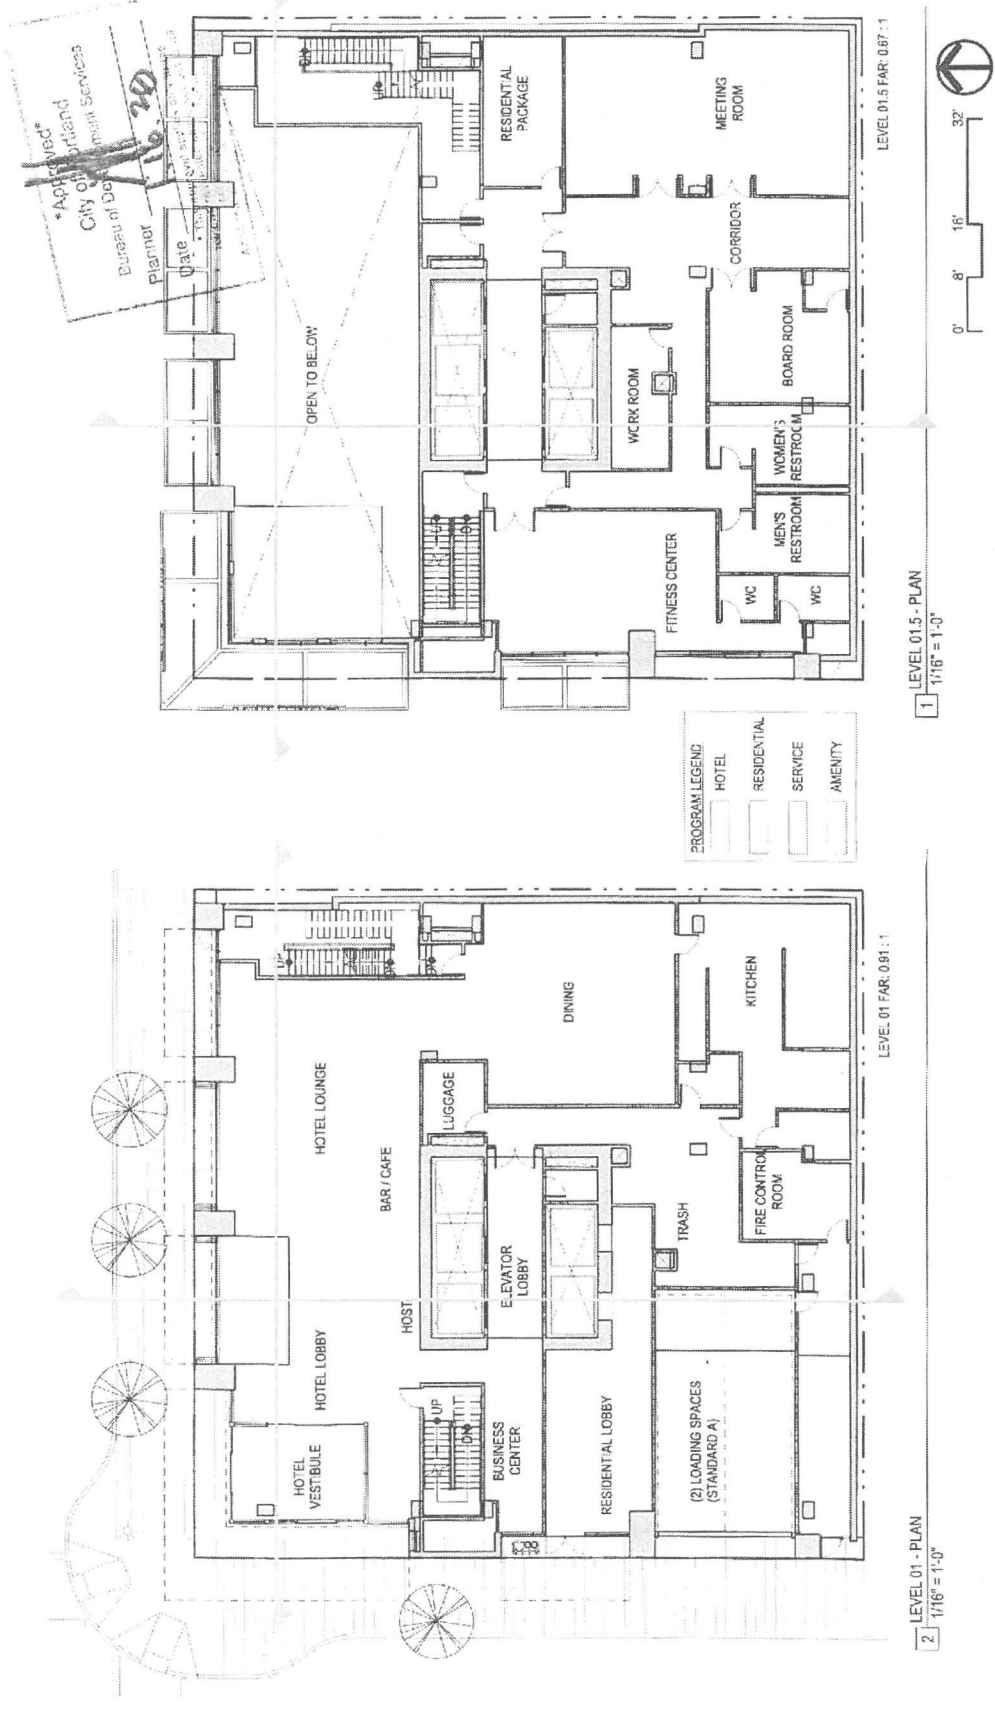 *Approved*
City of Portland
Bureau of Development Services
Planner
Date
OPEN TO BELOW
RESIDENTIAL
PACKAGE
MEETING
ROOM
CORRIDOR
BOARD ROOM
WORK ROOM
WOMEN'S
RESTROOM
MEN'S
RESTROOM
FITNESS CENTER
WC
WC
UP
DN
LEVEL 01.5 FAR: 0.67 : 1
0' 8' 16' 32'
1 LEVEL 01.5 - PLAN
1/16" = 1'-0"
PROGRAM LEGEND
HOTEL
RESIDENTIAL
SERVICE
AMENITY
HOTEL LOUNGE
BAR / CAFE
HOTEL LOBBY
HOST
HOTEL
VESTIBULE
LUGGAGE
DINING
KITCHEN
ELEVATOR
LOBBY
BUSINESS
CENTER
UP
DN
RESIDENTIAL LOBBY
TRASH
FIRE CONTROL
ROOM
(2) LOADING SPACES
(STANDARD A)
LEVEL 01 FAR: 0.91 : 1
2 LEVEL 01 - PLAN
1/16" = 1'-0"